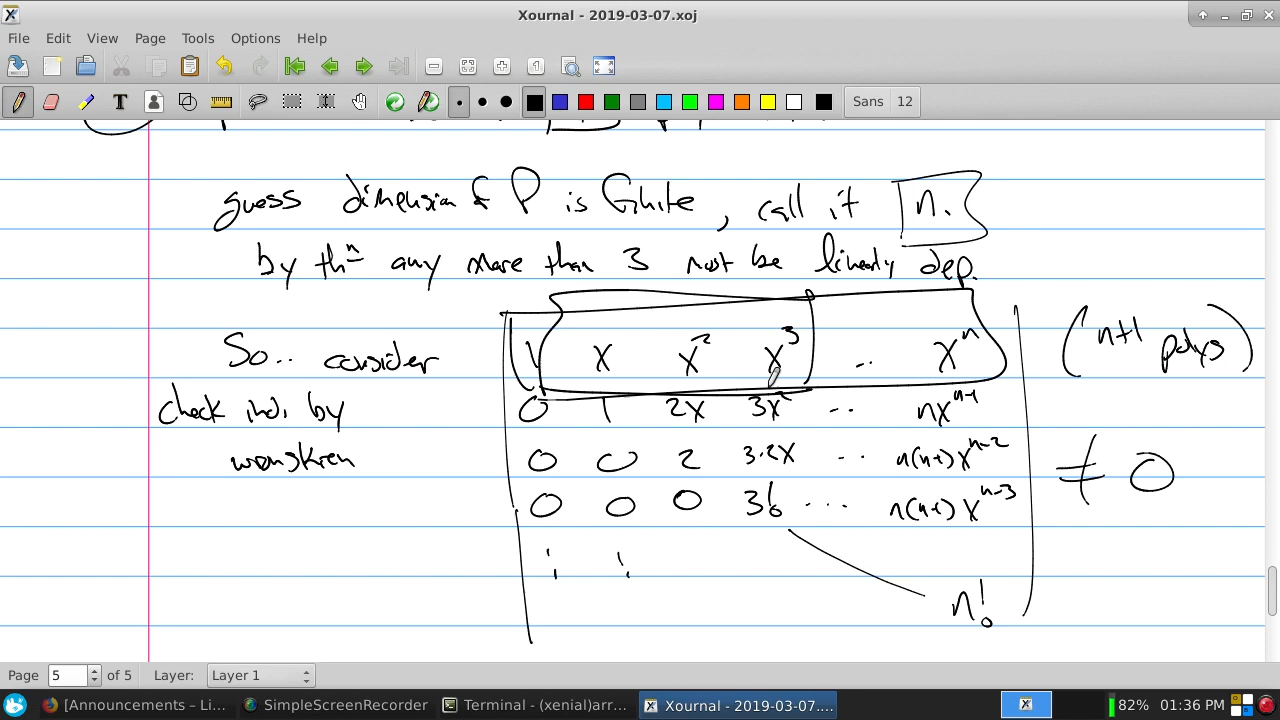 Xournal - 2019-03-07.xoj
File Edit View Page Tools Options Help
Sans 12
guess dimension of P is finite, call it n.
by thm any more than 3 must be linearly dep.
So.. consider
1 x x² x³ .. xⁿ
(n+1 polys)
check ind. by
0 1 2x 3x² ... nxⁿ⁻¹
wronskren
0 0 2 3·2x ... n(n-1)xⁿ⁻²
≠ 0
0 0 0 3! ... n(n-1)xⁿ⁻³
n!
Page 5 of 5 Layer: Layer 1
[Announcements – Li... SimpleScreenRecorder Terminal - (xenial)arr... Xournal - 2019-03-07.... 82% 01:36 PM